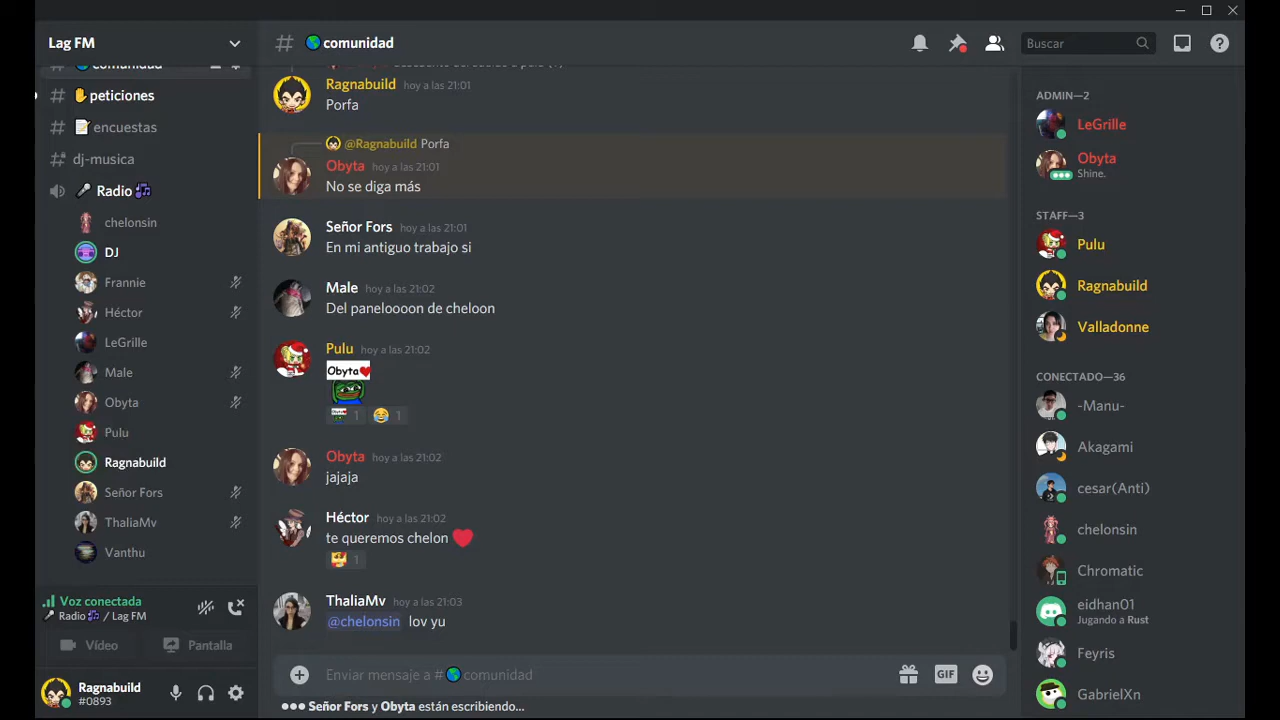 Lag FM
comunidad
peticiones
encuestas
dj-musica
Radio
chelonsin
DJ
Frannie
Héctor
LeGrille
Male
Obyta
Pulu
Ragnabuild
Señor Fors
ThaliaMv
Vanthu
Voz conectada
Radio / Lag FM
Vídeo
Pantalla
Ragnabuild
#0893
# comunidad
Buscar
Ragnabuild hoy a las 21:01
Porfa
@Ragnabuild Porfa
Obyta hoy a las 21:01
No se diga más
Señor Fors hoy a las 21:01
En mi antiguo trabajo si
Male hoy a las 21:02
Del paneloooon de cheloon
Pulu hoy a las 21:02
Obyta
1 1
Obyta hoy a las 21:02
jajaja
Héctor hoy a las 21:02
te queremos chelon
1
ThaliaMv hoy a las 21:03
@chelonsin lov yu
Enviar mensaje a # comunidad
GIF
Señor Fors y Obyta están escribiendo...
ADMIN—2
LeGrille
Obyta
Shine.
STAFF—3
Pulu
Ragnabuild
Valladonne
CONECTADO—36
-Manu-
Akagami
cesar(Anti)
chelonsin
Chromatic
eidhan01
Jugando a Rust
Feyris
GabrielXn